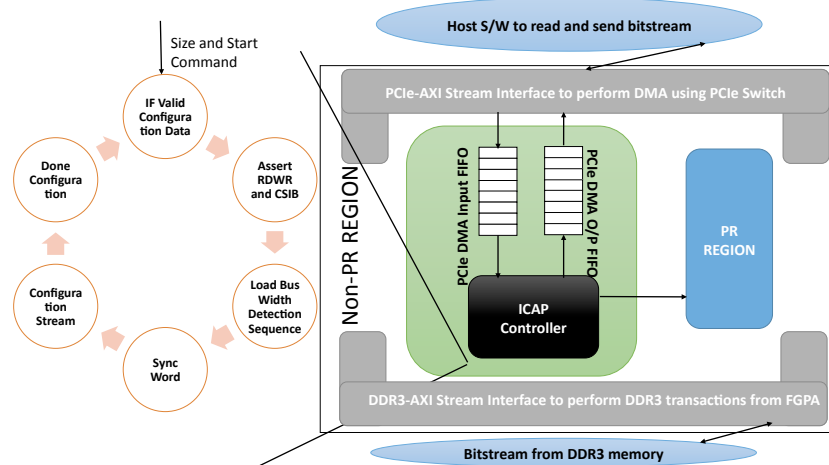 Size and Start
Command
IF Valid
Configura
tion Data
Assert
RDWR
and CSIB
Load Bus
Width
Detection
Sequence
Sync
Word
Configura
tion
Stream
Done
Configura
tion
Host S/W to read and send bitstream
PCIe-AXI Stream Interface to perform DMA using PCIe Switch
Non-PR REGION
PCIe DMA Input FIFO
PCIe DMA O/P FIFO
ICAP
Controller
PR
REGION
DDR3-AXI Stream Interface to perform DDR3 transactions from FGPA
Bitstream from DDR3 memory